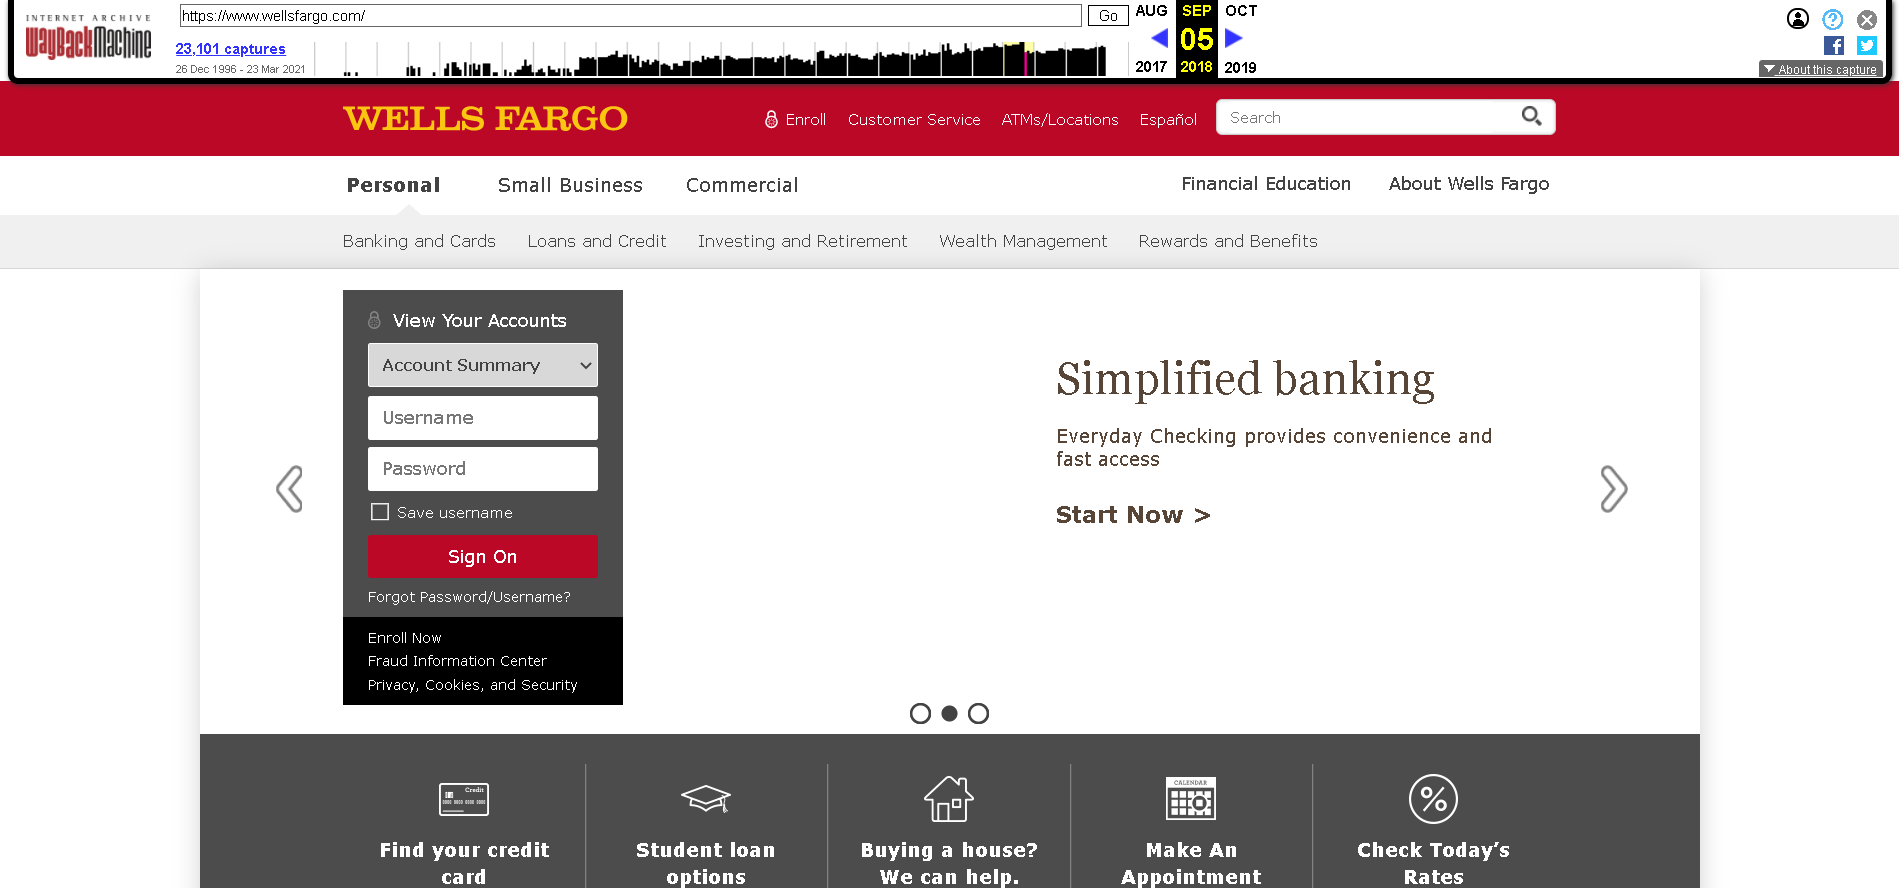 INTERNET ARCHIVE
WayBackMachine
https://www.wellsfargo.com/
Go
23,101 captures
26 Dec 1996 - 23 Mar 2021
AUG SEP OCT
05
2017 2018 2019
About this capture
WELLS FARGO
Enroll Customer Service ATMs/Locations Español Search
Personal Small Business Commercial Financial Education About Wells Fargo
Banking and Cards Loans and Credit Investing and Retirement Wealth Management Rewards and Benefits
View Your Accounts
Account Summary
Username
Password
Save username
Sign On
Forgot Password/Username?
Enroll Now
Fraud Information Center
Privacy, Cookies, and Security
Simplified banking
Everyday Checking provides convenience and
fast access
Start Now >
Credit
Find your credit
card
Student loan
options
Buying a house?
We can help.
CALENDAR
Make An
Appointment
%
Check Today's
Rates